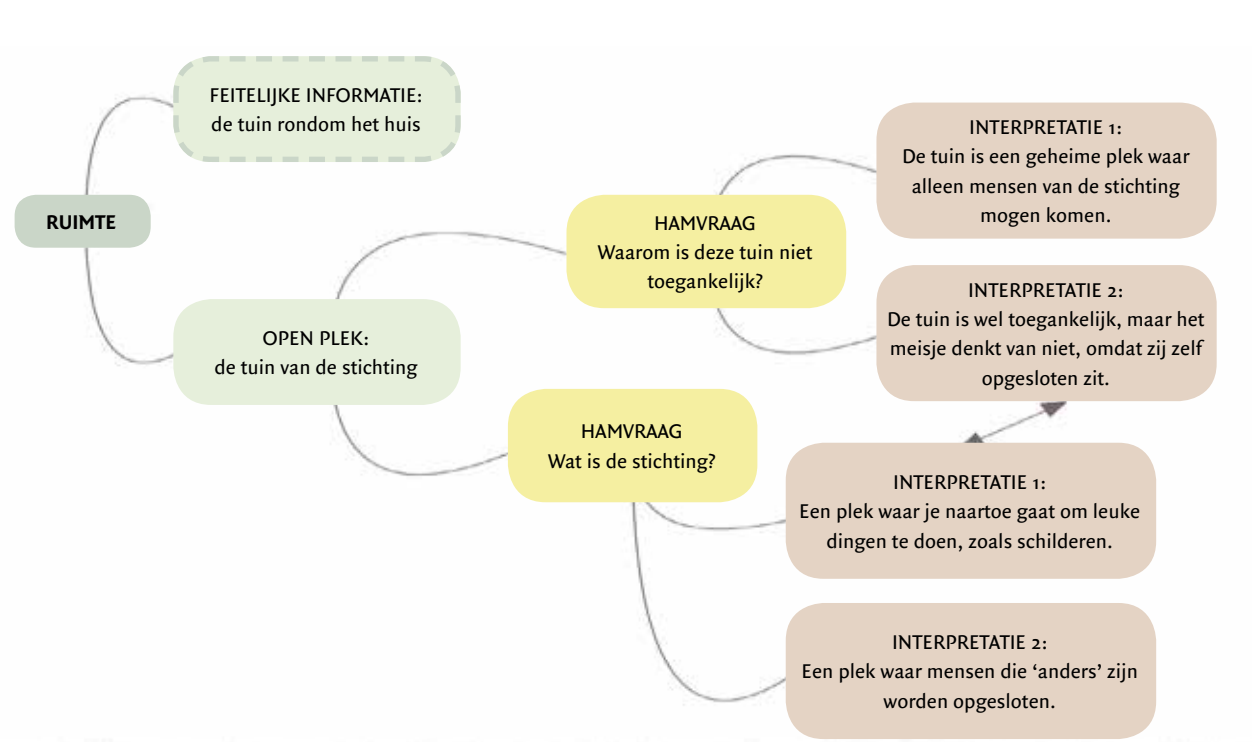 FEITELIJKE INFORMATIE:
de tuin rondom het huis
RUIMTE
OPEN PLEK:
de tuin van de stichting
HAMVRAAG
Waarom is deze tuin niet
toegankelijk?
INTERPRETATIE 1:
De tuin is een geheime plek waar
alleen mensen van de stichting
mogen komen.
INTERPRETATIE 2:
De tuin is wel toegankelijk, maar het
meisje denkt van niet, omdat zij zelf
opgesloten zit.
HAMVRAAG
Wat is de stichting?
INTERPRETATIE 1:
Een plek waar je naartoe gaat om leuke
dingen te doen, zoals schilderen.
INTERPRETATIE 2:
Een plek waar mensen die ‘anders’ zijn
worden opgesloten.